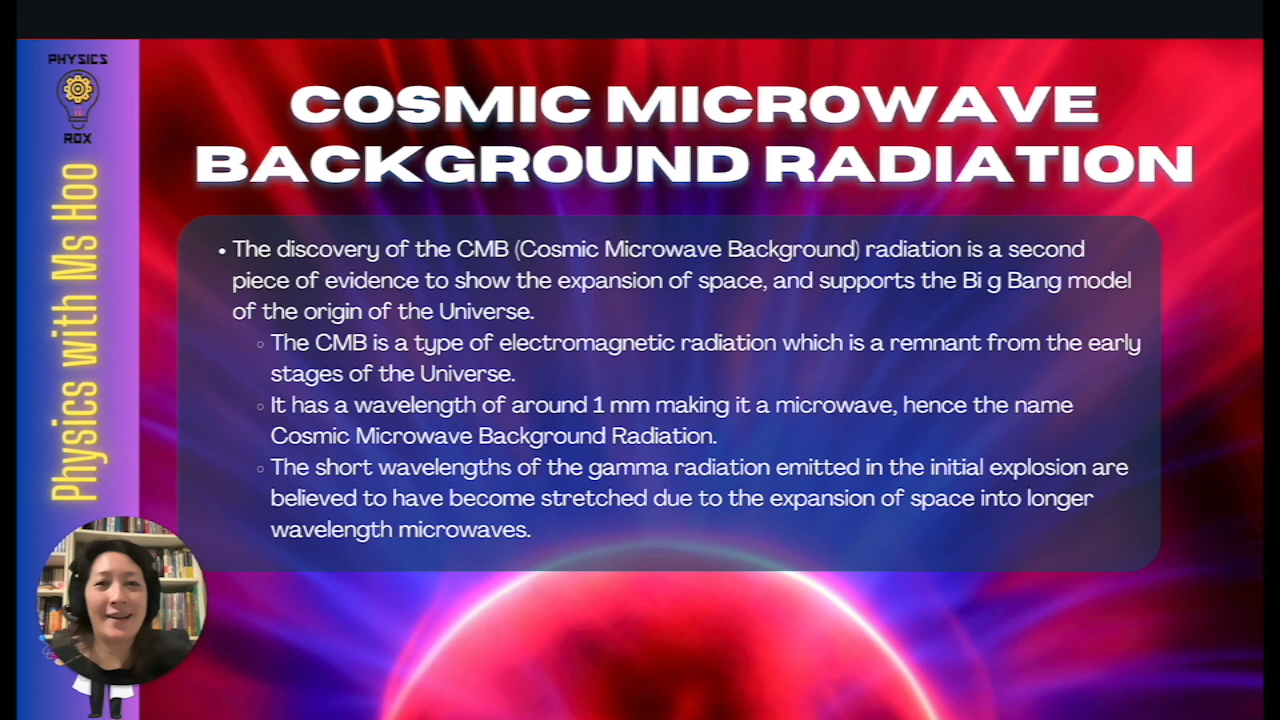 PHYSICS
ROX
Physics with Ms Hoo
COSMIC MICROWAVE
BACKGROUND RADIATION
• The discovery of the CMB (Cosmic Microwave Background) radiation is a second
piece of evidence to show the expansion of space, and supports the Bi g Bang model
of the origin of the Universe.
◦ The CMB is a type of electromagnetic radiation which is a remnant from the early
stages of the Universe.
◦ It has a wavelength of around 1 mm making it a microwave, hence the name
Cosmic Microwave Background Radiation.
◦ The short wavelengths of the gamma radiation emitted in the initial explosion are
believed to have become stretched due to the expansion of space into longer
wavelength microwaves.